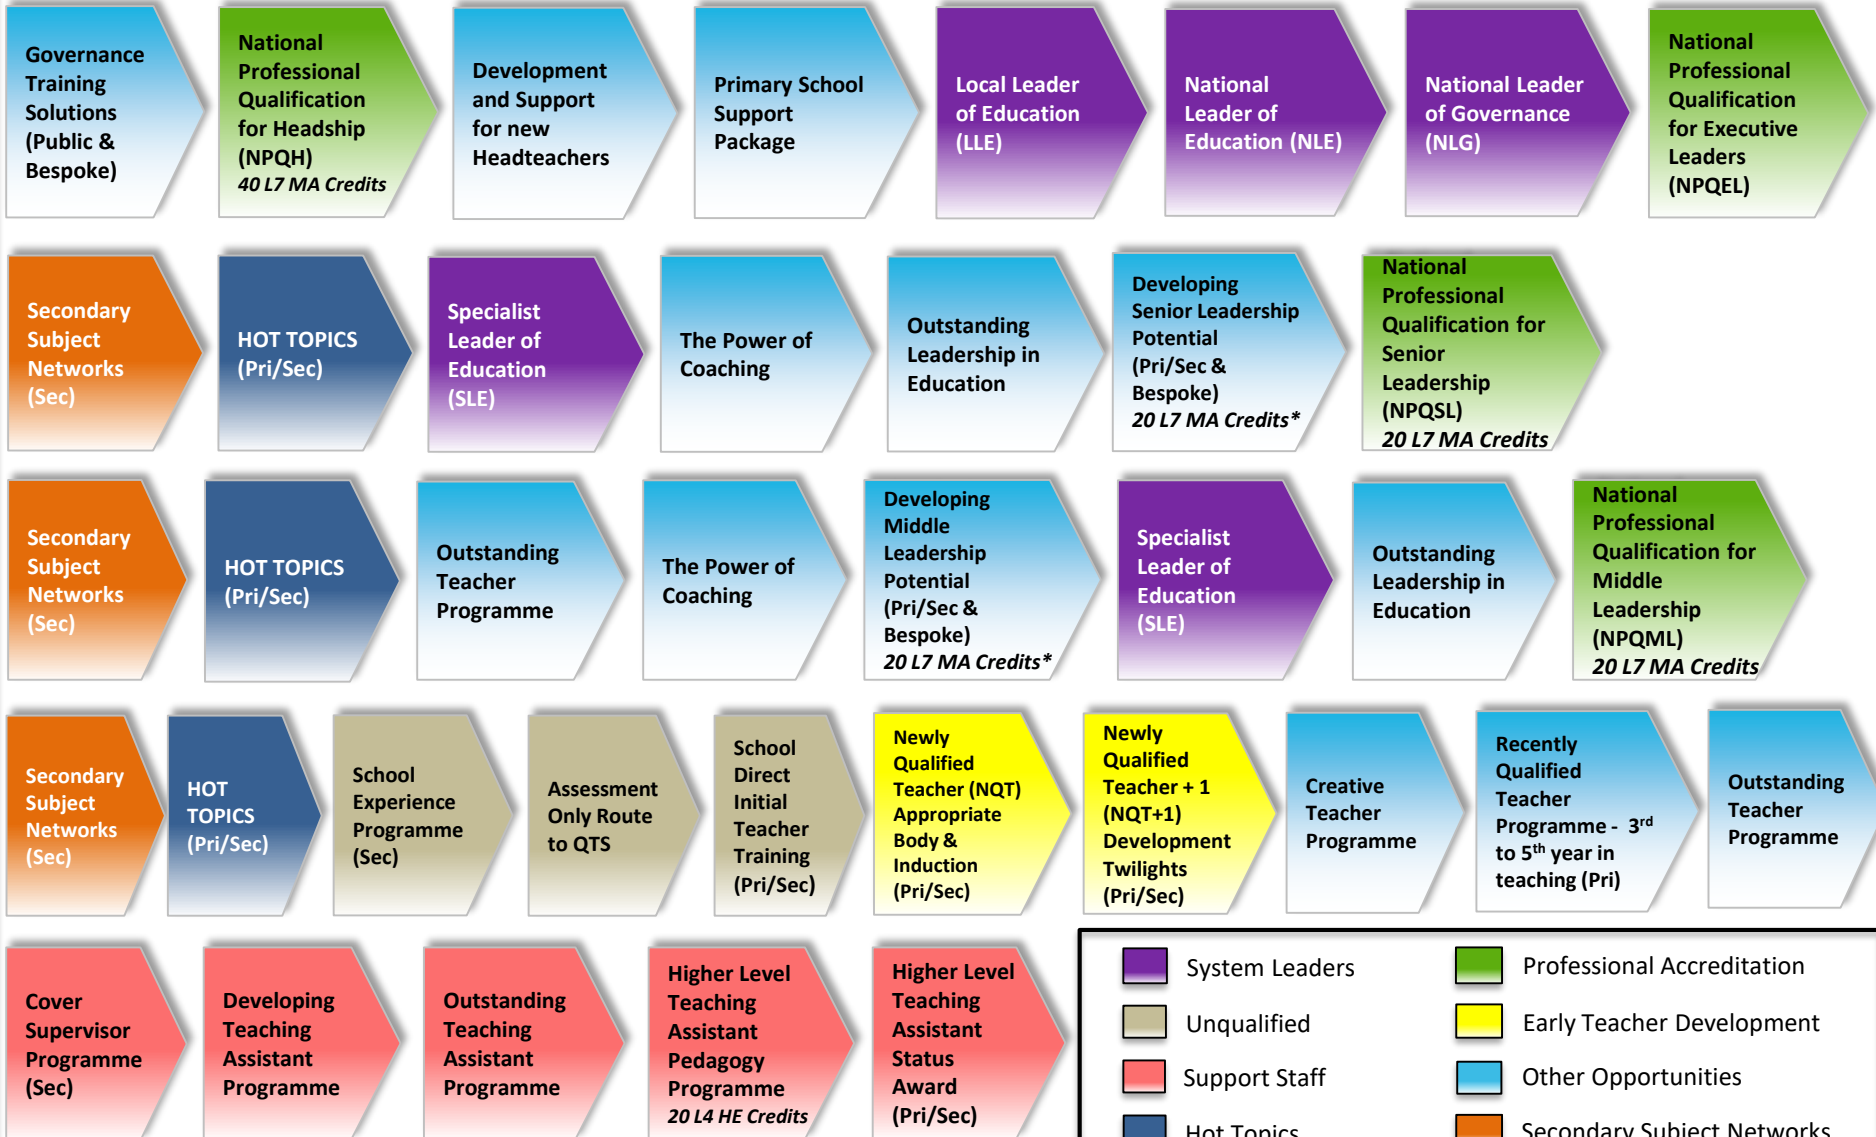 Governance
Training
Solutions
(Public &
Bespoke)
National
Professional
Qualification
for Headship
(NPQH)
40 L7 MA Credits
Development
and Support
for new
Headteachers
Primary School
Support
Package
Local Leader
of Education
(LLE)
National
Leader of
Education (NLE)
National Leader
of Governance
(NLG)
National
Professional
Qualification
for Executive
Leaders
(NPQEL)
Secondary
Subject
Networks
(Sec)
HOT TOPICS
(Pri/Sec)
Specialist
Leader of
Education
(SLE)
The Power of
Coaching
Outstanding
Leadership in
Education
Developing
Senior Leadership
Potential
(Pri/Sec &
Bespoke)
20 L7 MA Credits*
National
Professional
Qualification for
Senior
Leadership
(NPQSL)
20 L7 MA Credits
Secondary
Subject
Networks
(Sec)
HOT TOPICS
(Pri/Sec)
Outstanding
Teacher
Programme
The Power of
Coaching
Developing
Middle
Leadership
Potential
(Pri/Sec &
Bespoke)
20 L7 MA Credits*
Specialist
Leader of
Education
(SLE)
Outstanding
Leadership in
Education
National
Professional
Qualification for
Middle
Leadership
(NPQML)
20 L7 MA Credits
Secondary
Subject
Networks
(Sec)
HOT
TOPICS
(Pri/Sec)
School
Experience
Programme
(Sec)
Assessment
Only Route
to QTS
School
Direct
Initial
Teacher
Training
(Pri/Sec)
Newly
Qualified
Teacher (NQT)
Appropriate
Body &
Induction
(Pri/Sec)
Newly
Qualified
Teacher + 1
(NQT+1)
Development
Twilights
(Pri/Sec)
Creative
Teacher
Programme
Recently
Qualified
Teacher
Programme - 3rd
to 5th year in
teaching (Pri)
Outstanding
Teacher
Programme
Cover
Supervisor
Programme
(Sec)
Developing
Teaching
Assistant
Programme
Outstanding
Teaching
Assistant
Programme
Higher Level
Teaching
Assistant
Pedagogy
Programme
20 L4 HE Credits
Higher Level
Teaching
Assistant
Status
Award
(Pri/Sec)
System Leaders
Professional Accreditation
Unqualified
Early Teacher Development
Support Staff
Other Opportunities
Hot Topics
Secondary Subject Networks